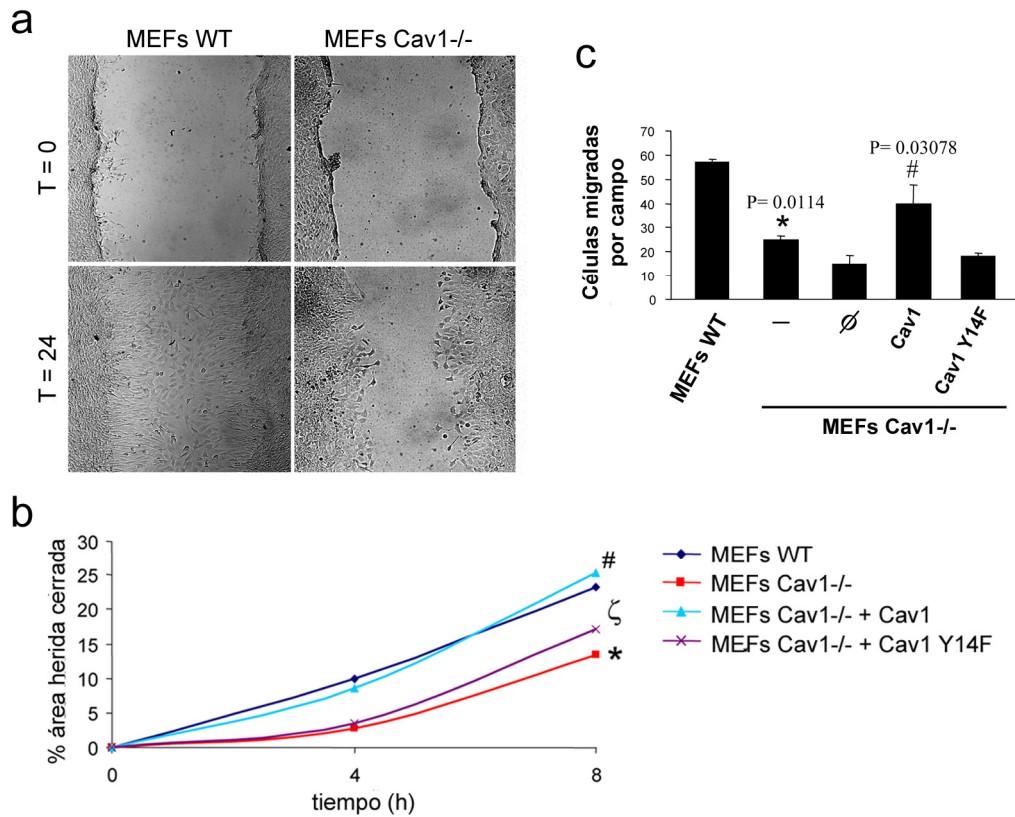 a
MEFs WT
MEFs Cav1-/-
T = 0
T = 24
c
Células migradas
por campo
70
60
50
40
30
20
10
0
P= 0.0114
*
P= 0.03078
#
MEFs WT
–
Ø
Cav1
Cav1 Y14F
MEFs Cav1-/-
b
% área herida cerrada
30
25
20
15
10
5
0
0
4
8
tiempo (h)
#
ζ
*
MEFs WT
MEFs Cav1-/-
MEFs Cav1-/- + Cav1
MEFs Cav1-/- + Cav1 Y14F